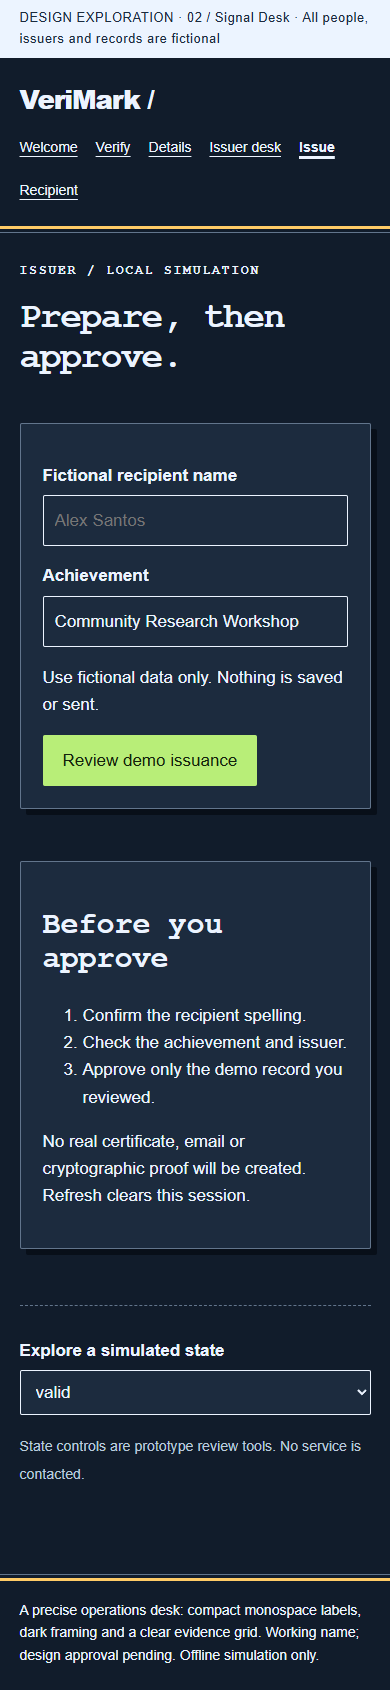 DESIGN EXPLORATION · 02 / Signal Desk · All people,
issuers and records are fictional
VeriMark /
Welcome Verify Details Issuer desk Issue
Recipient
ISSUER / LOCAL SIMULATION
Prepare, then
approve.
Fictional recipient name
Alex Santos
Achievement
Community Research Workshop
Use fictional data only. Nothing is saved
or sent.
Review demo issuance
Before you
approve
1. Confirm the recipient spelling.
2. Check the achievement and issuer.
3. Approve only the demo record you
reviewed.
No real certificate, email or
cryptographic proof will be created.
Refresh clears this session.
Explore a simulated state
valid
State controls are prototype review tools. No service is
contacted.
A precise operations desk: compact monospace labels,
dark framing and a clear evidence grid. Working name;
design approval pending. Offline simulation only.